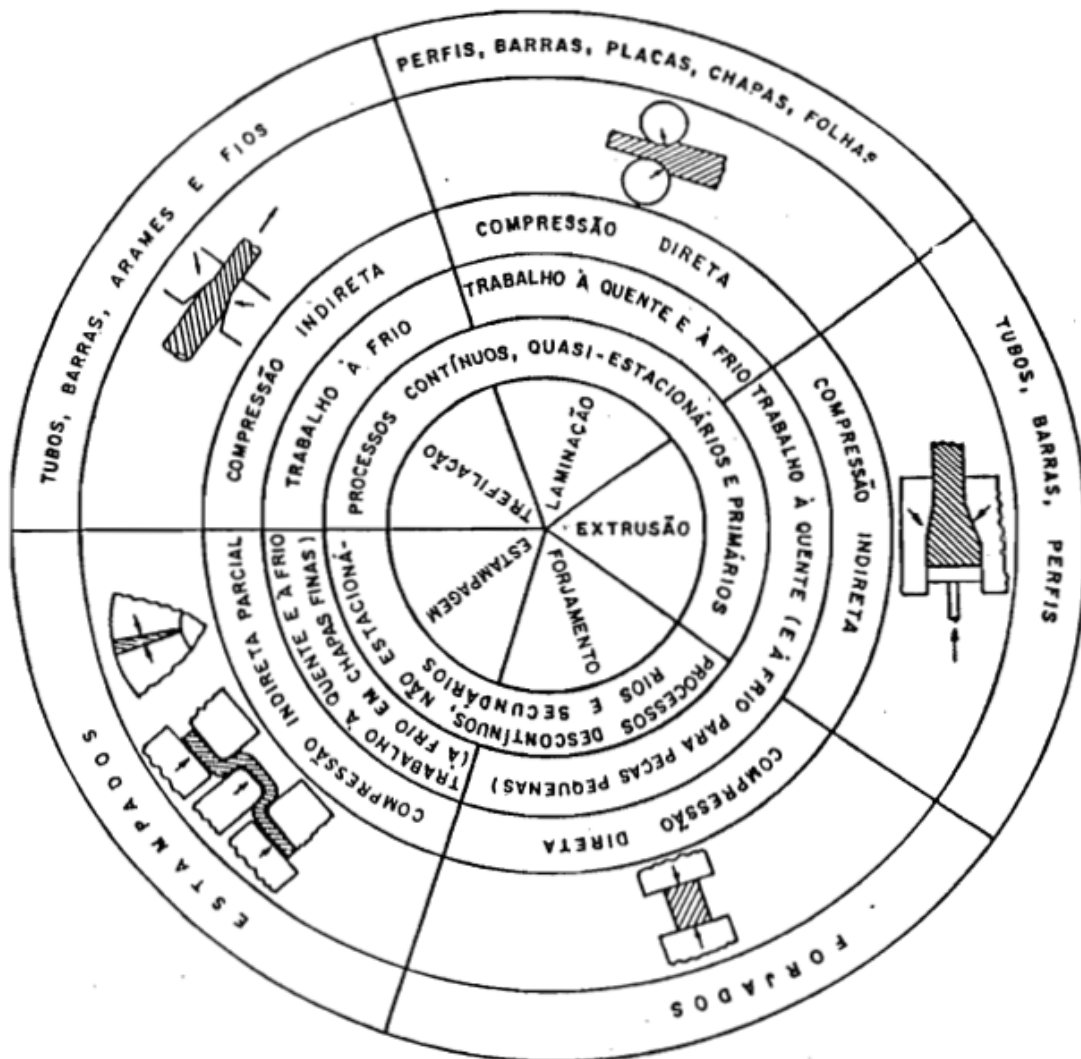 PERFIS, BARRAS, PLACAS, CHAPAS, FOLHAS
TUBOS, BARRAS, PERFIS
FORJADOS
ESTAMPADOS
TUBOS, BARRAS, ARAMES E FIOS
COMPRESSÃO DIRETA
COMPRESSÃO INDIRETA
COMPRESSÃO DIRETA
COMPRESSÃO INDIRETA PARCIAL
COMPRESSÃO INDIRETA
TRABALHO À QUENTE E À FRIO
TRABALHO À QUENTE (E À FRIO PARA PEÇAS PEQUENAS)
TRABALHO À QUENTE E À FRIO
(À FRIO EM CHAPAS FINAS)
TRABALHO À FRIO
PROCESSOS CONTÍNUOS, QUASI-ESTACIONÁRIOS E PRIMÁRIOS
PROCESSOS DESCONTÍNUOS, NÃO ESTACIONÁ-
RIOS E SECUNDÁRIOS
LAMINAÇÃO
EXTRUSÃO
FORJAMENTO
ESTAMPAGEM
TREFILAÇÃO